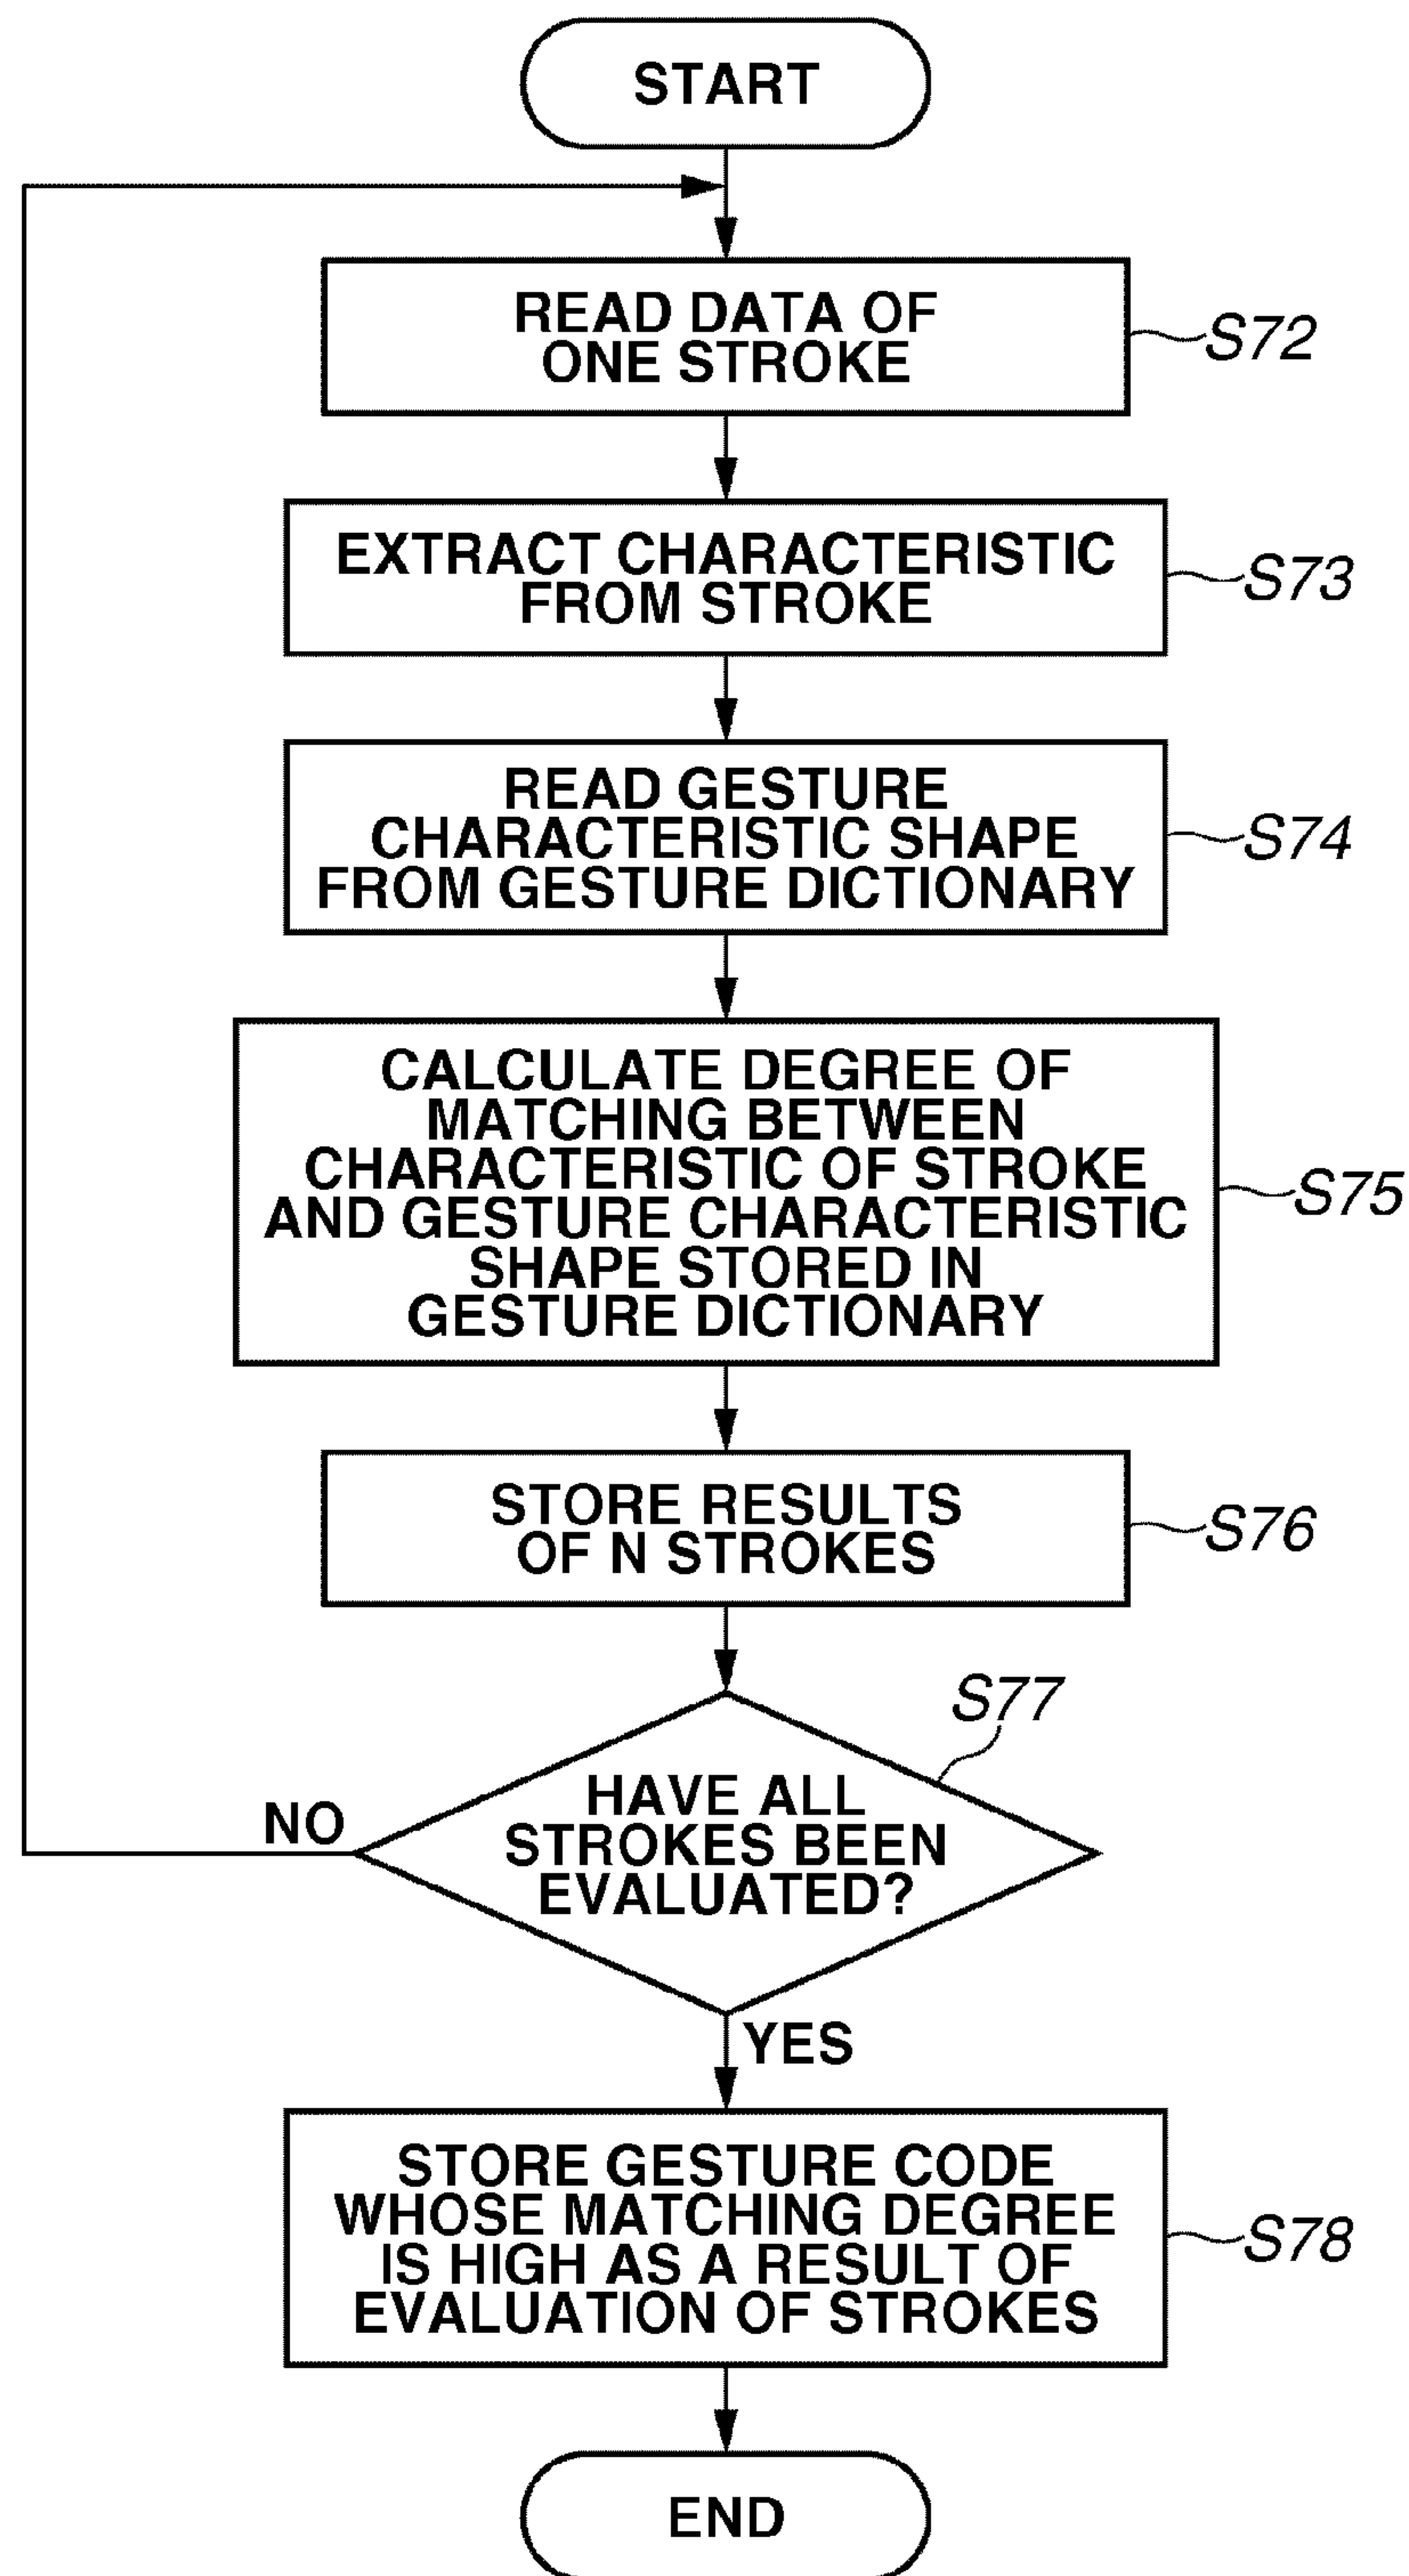 START
READ DATA OF
ONE STROKE
S72
EXTRACT CHARACTERISTIC
FROM STROKE
S73
READ GESTURE
CHARACTERISTIC SHAPE
FROM GESTURE DICTIONARY
S74
CALCULATE DEGREE OF
MATCHING BETWEEN
CHARACTERISTIC OF STROKE
AND GESTURE CHARACTERISTIC
SHAPE STORED IN
GESTURE DICTIONARY
S75
STORE RESULTS
OF N STROKES
S76
S77
HAVE ALL
STROKES BEEN
EVALUATED?
NO
YES
STORE GESTURE CODE
WHOSE MATCHING DEGREE
IS HIGH AS A RESULT OF
EVALUATION OF STROKES
S78
END